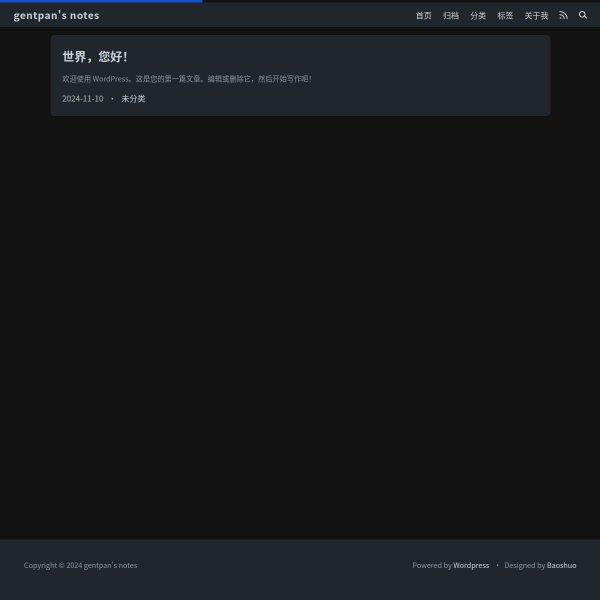 gentpan's notes
首页 归档 分类 标签 关于我
世界，您好！
欢迎使用 WordPress。这是您的第一篇文章。编辑或删除它，然后开始写作吧！
2024-11-10 · 未分类
Copyright © 2024 gentpan's notes
Powered by Wordpress · Designed by Baoshuo